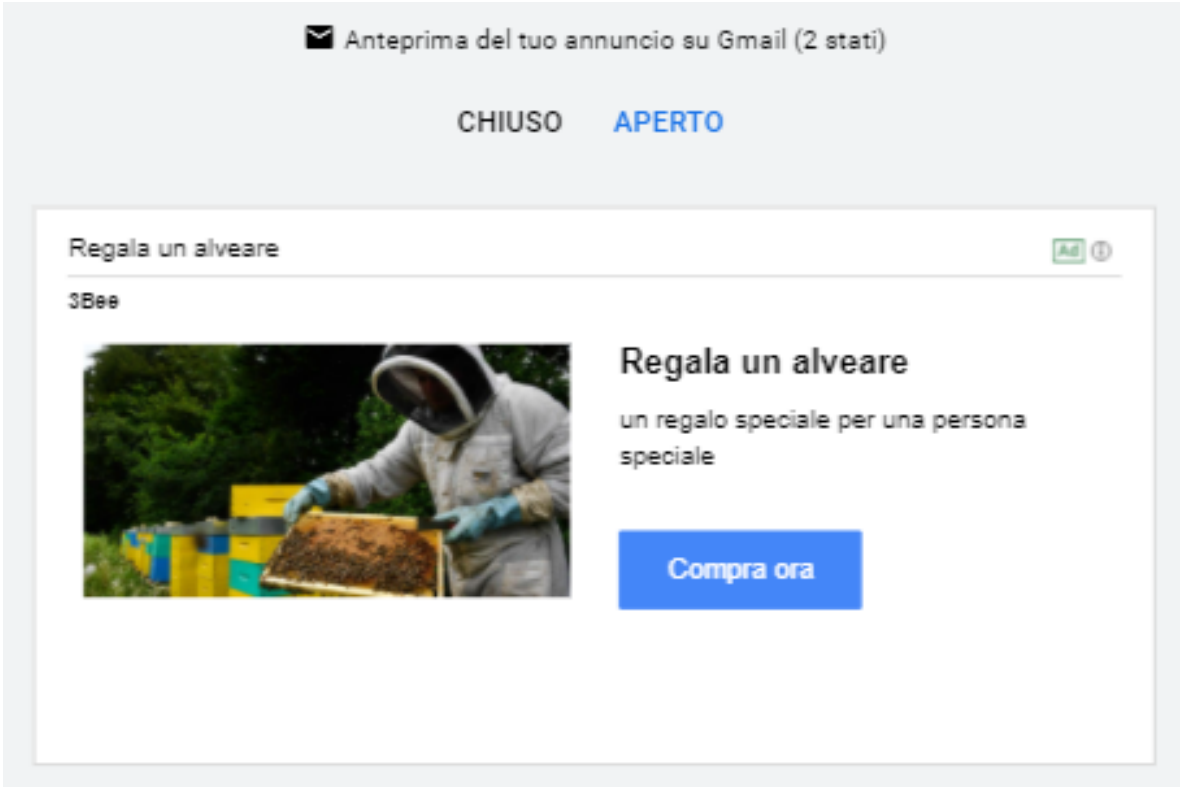 Anteprima del tuo annuncio su Gmail (2 stati)
CHIUSO APERTO
Regala un alveare
Ad
3Bee
Regala un alveare
un regalo speciale per una persona
speciale
Compra ora